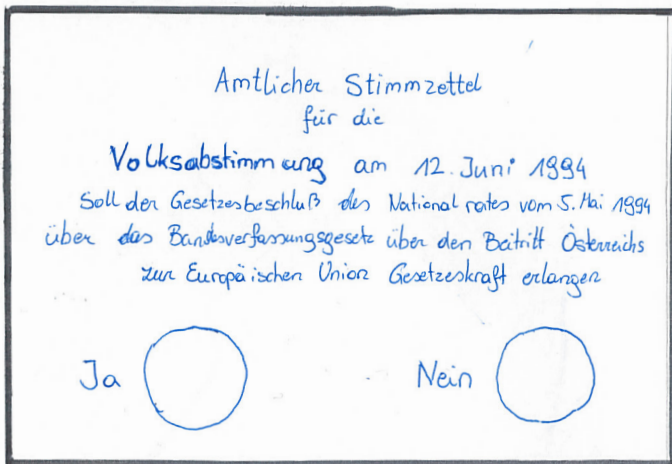 Amtlicher Stimmzettel
für die
Volksabstimmung am 12. Juni 1994
Soll der Gesetzesbeschluß des Nationalrates vom 5. Mai 1994
über das Bundesverfassungsgesetz über den Beitritt Österreichs
zur Europäischen Union Gesetzeskraft erlangen
Ja Nein